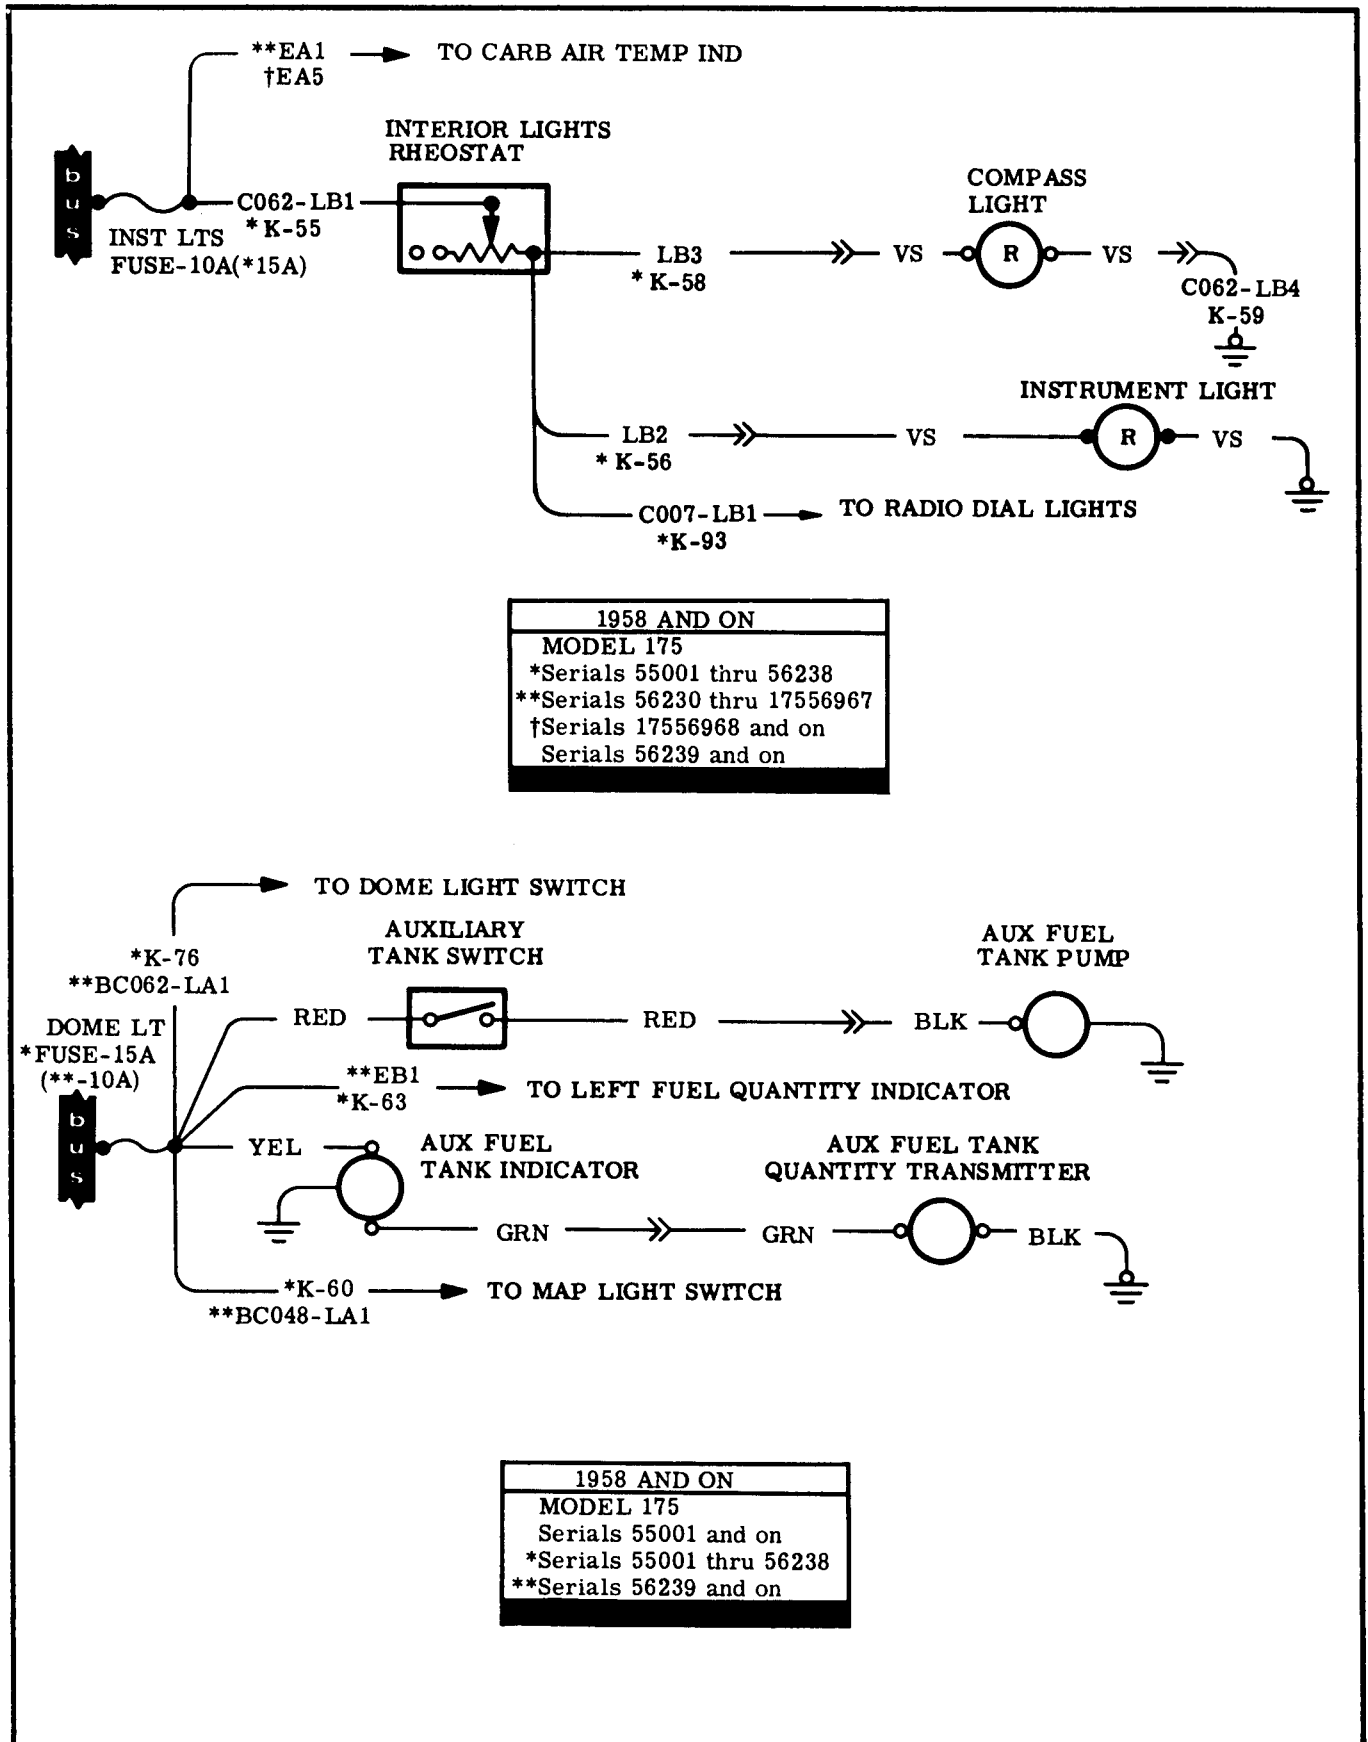 **EA1
†EA5
TO CARB AIR TEMP IND
INTERIOR LIGHTS
RHEOSTAT
bus
INST LTS
FUSE-10A(*15A)
C062-LB1
*K-55
LB3
*K-58
VS
COMPASS
LIGHT
R
VS
C062-LB4
K-59
LB2
*K-56
VS
INSTRUMENT LIGHT
R
VS
C007-LB1
*K-93
TO RADIO DIAL LIGHTS
1958 AND ON
MODEL 175
*Serials 55001 thru 56238
**Serials 56230 thru 17556967
†Serials 17556968 and on
Serials 56239 and on
TO DOME LIGHT SWITCH
*K-76
**BC062-LA1
DOME LT
*FUSE-15A
(**-10A)
bus
RED
AUXILIARY
TANK SWITCH
RED
BLK
AUX FUEL
TANK PUMP
**EB1
*K-63
TO LEFT FUEL QUANTITY INDICATOR
YEL
AUX FUEL
TANK INDICATOR
GRN
GRN
AUX FUEL TANK
QUANTITY TRANSMITTER
BLK
*K-60
**BC048-LA1
TO MAP LIGHT SWITCH
1958 AND ON
MODEL 175
Serials 55001 and on
*Serials 55001 thru 56238
**Serials 56239 and on